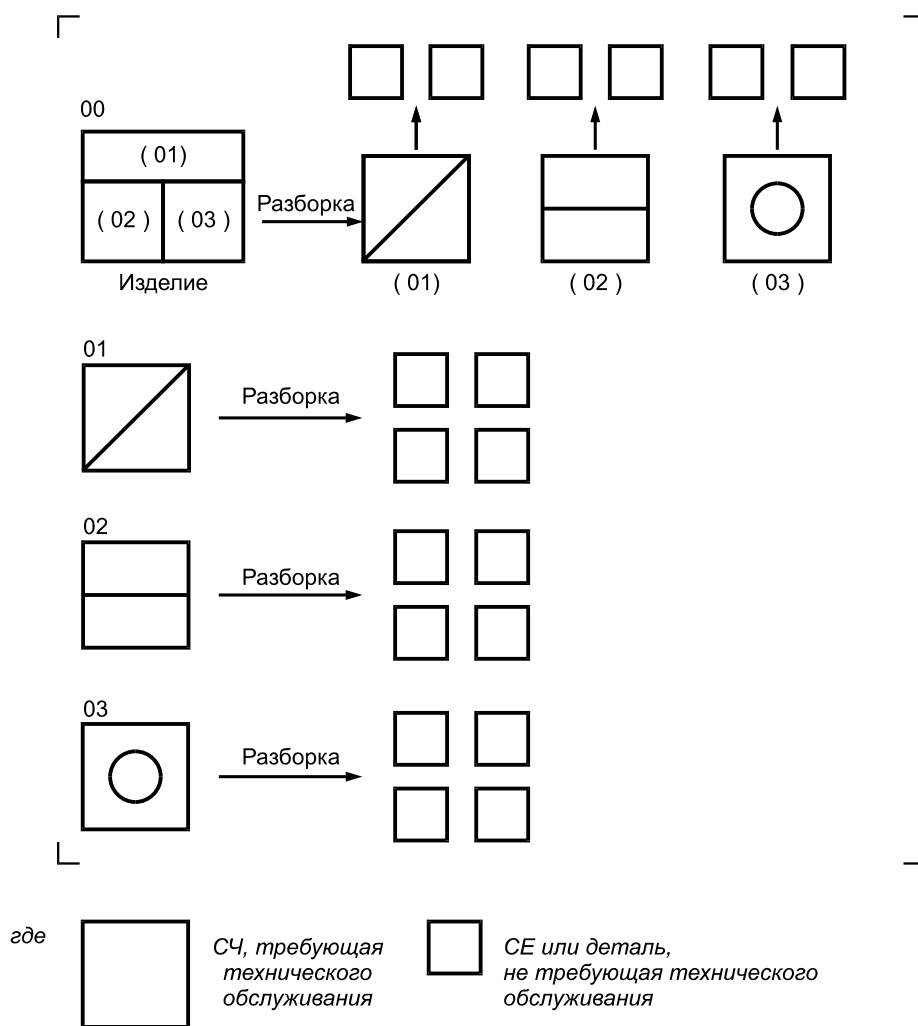 00
( 01)
( 02 )
( 03 )
Изделие
Разборка
( 01)
( 02 )
( 03 )
01
Разборка
02
Разборка
03
Разборка
где
СЧ, требующая
технического
обслуживания
СЕ или деталь,
не требующая технического
обслуживания